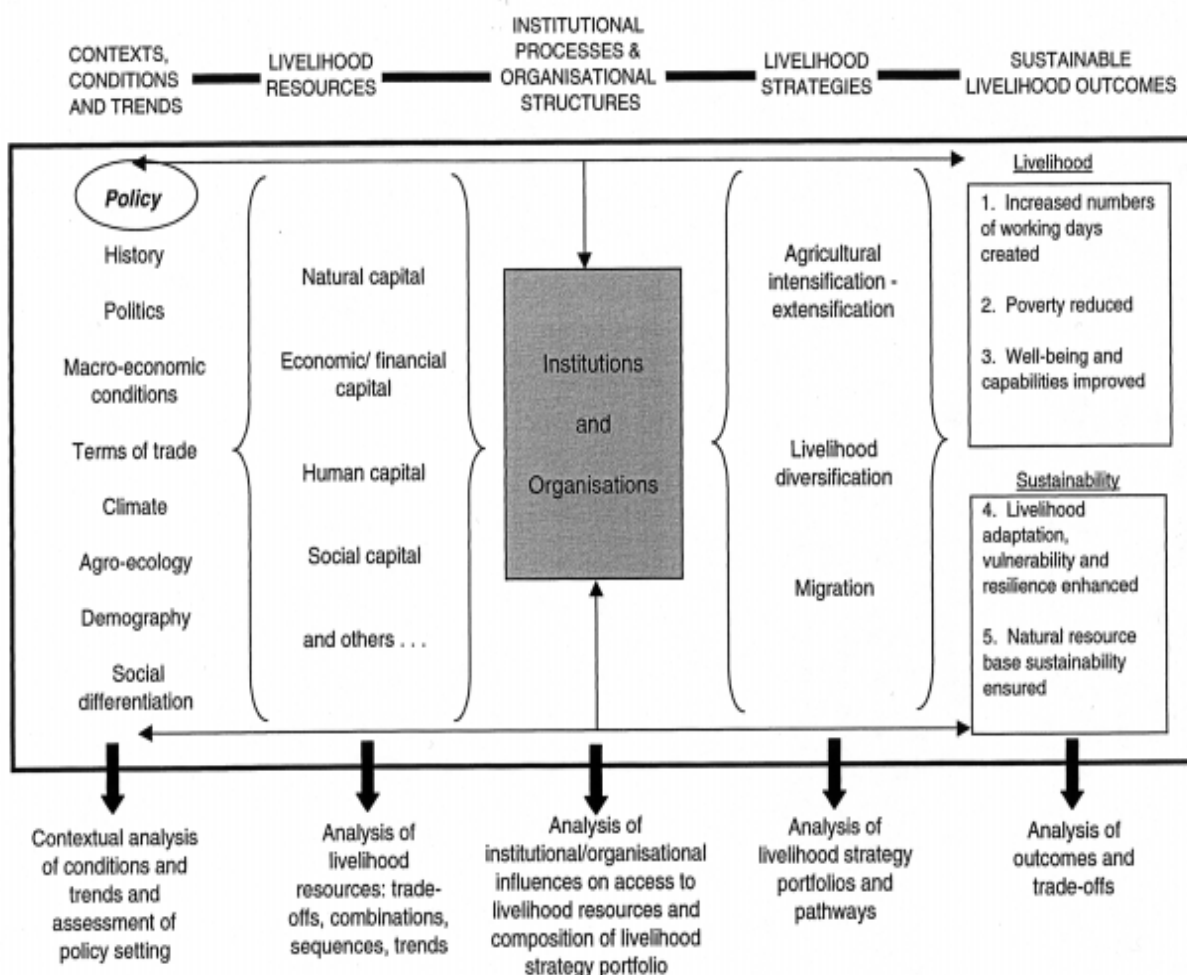 CONTEXTS,
CONDITIONS
AND TRENDS
LIVELIHOOD
RESOURCES
INSTITUTIONAL
PROCESSES &
ORGANISATIONAL
STRUCTURES
LIVELIHOOD
STRATEGIES
SUSTAINABLE
LIVELIHOOD OUTCOMES
Policy
History
Politics
Macro-economic
conditions
Terms of trade
Climate
Agro-ecology
Demography
Social
differentiation
Natural capital
Economic/ financial
capital
Human capital
Social capital
and others . . .
Institutions
and
Organisations
Agricultural
intensification -
extensification
Livelihood
diversification
Migration
Livelihood
1. Increased numbers
of working days
created
2. Poverty reduced
3. Well-being and
capabilities improved
Sustainability
4. Livelihood
adaptation,
vulnerability and
resilience enhanced
5. Natural resource
base sustainability
ensured
Contextual analysis
of conditions and
trends and
assessment of
policy setting
Analysis of
livelihood
resources: trade-
offs, combinations,
sequences, trends
Analysis of
institutional/organisational
influences on access to
livelihood resources and
composition of livelihood
strategy portfolio
Analysis of
livelihood strategy
portfolios and
pathways
Analysis of
outcomes and
trade-offs